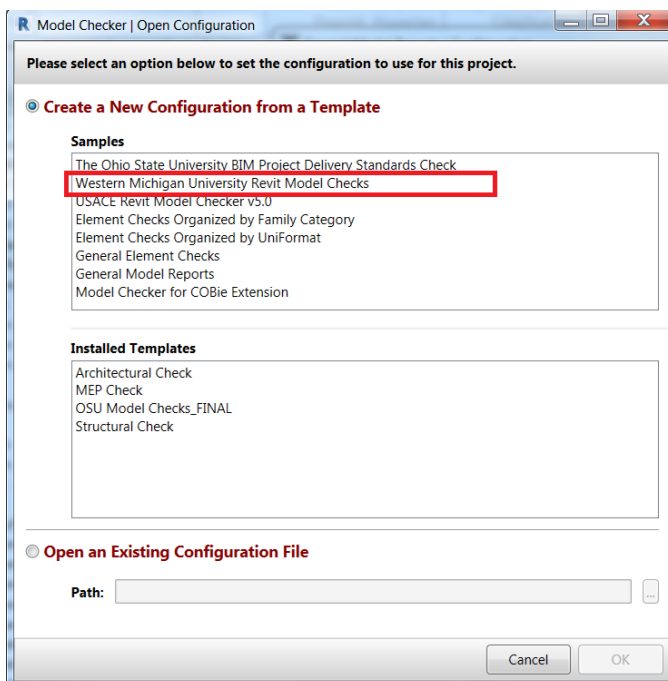 R Model Checker | Open Configuration
Please select an option below to set the configuration to use for this project.
Create a New Configuration from a Template
Samples
The Ohio State University BIM Project Delivery Standards Check
Western Michigan University Revit Model Checks
USACE Revit Model Checker v5.0
Element Checks Organized by Family Category
Element Checks Organized by UniFormat
General Element Checks
General Model Reports
Model Checker for COBie Extension
Installed Templates
Architectural Check
MEP Check
OSU Model Checks_FINAL
Structural Check
Open an Existing Configuration File
Path: ...
Cancel OK